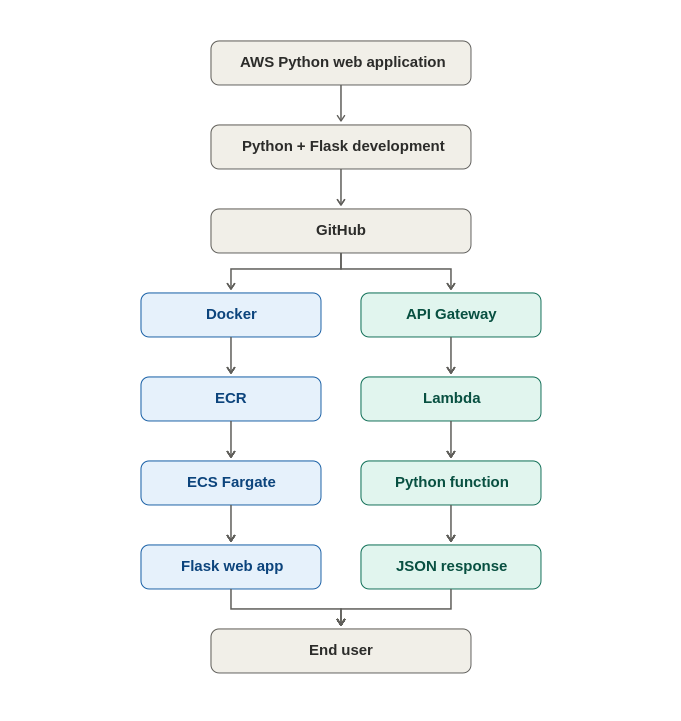 AWS Python web application
Python + Flask development
GitHub
Docker
API Gateway
ECR
Lambda
ECS Fargate
Python function
Flask web app
JSON response
End user